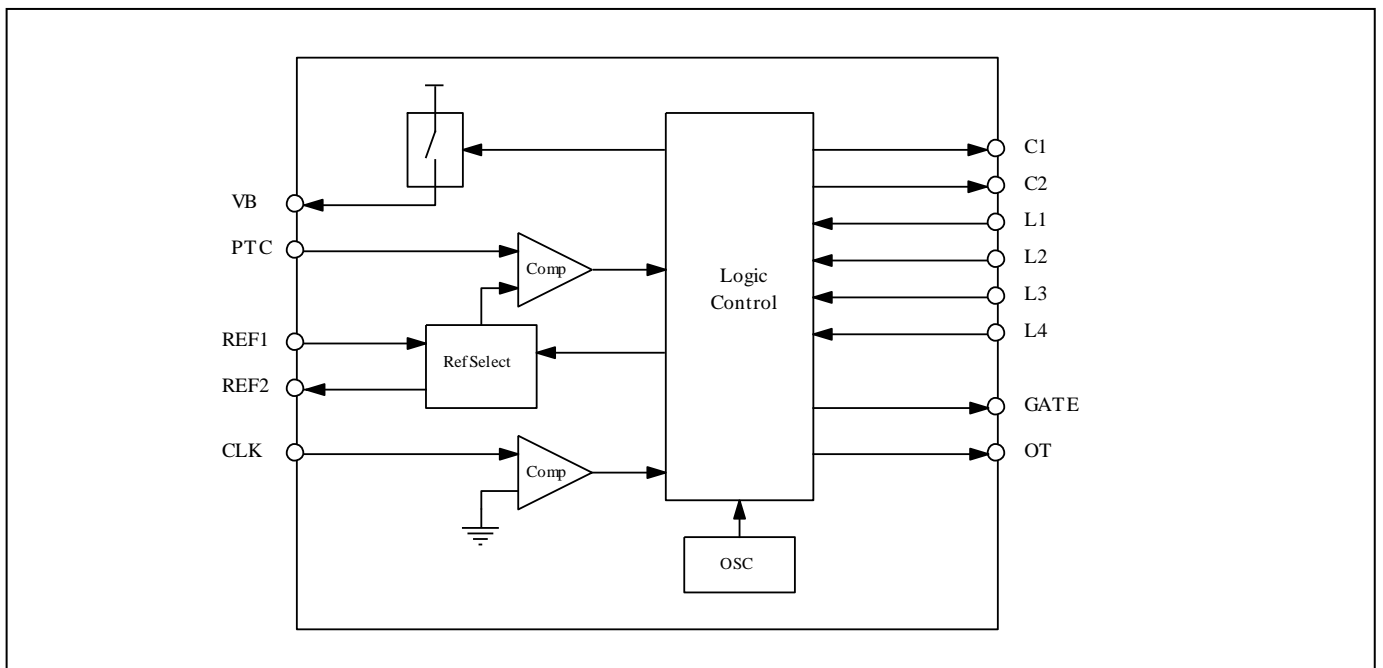 VB
PTC
REF1
REF2
CLK
Comp
RefSelect
Comp
Logic
Control
OSC
C1
C2
L1
L2
L3
L4
GATE
OT